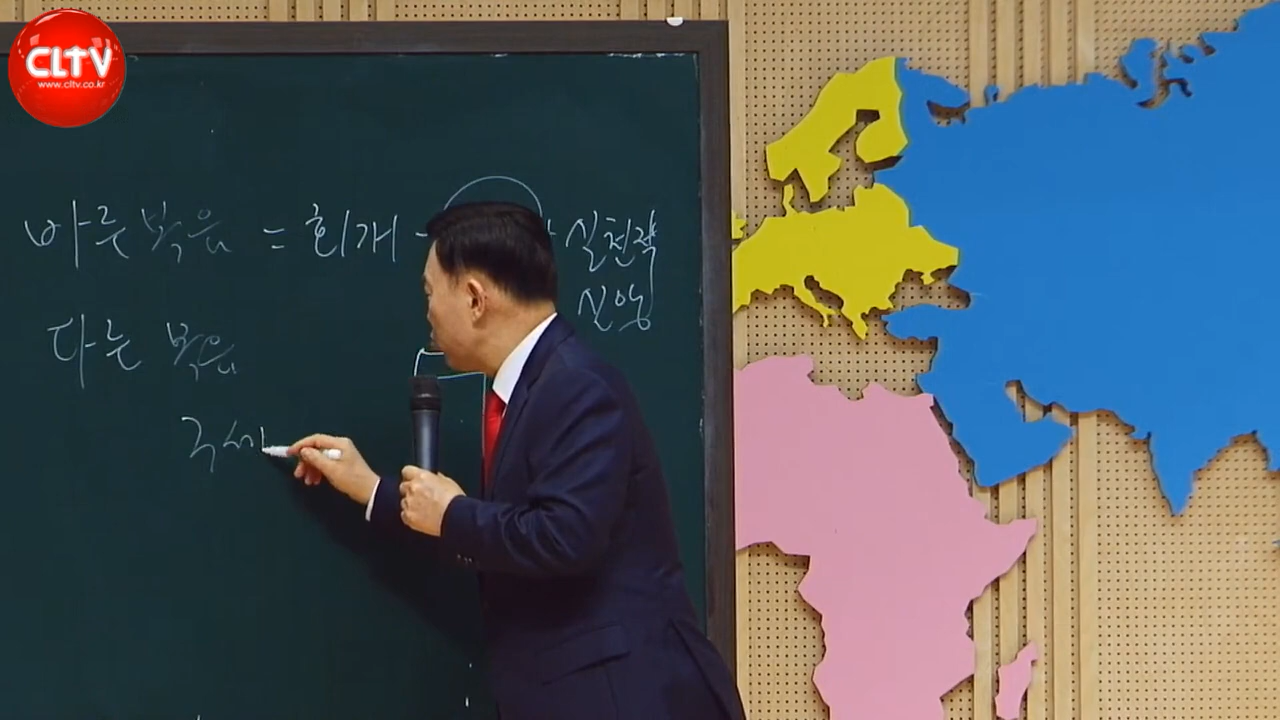 CLTV
www.cltv.co.kr
바른 복음 = 회개 - 실천적
신앙
다른 복음
구세